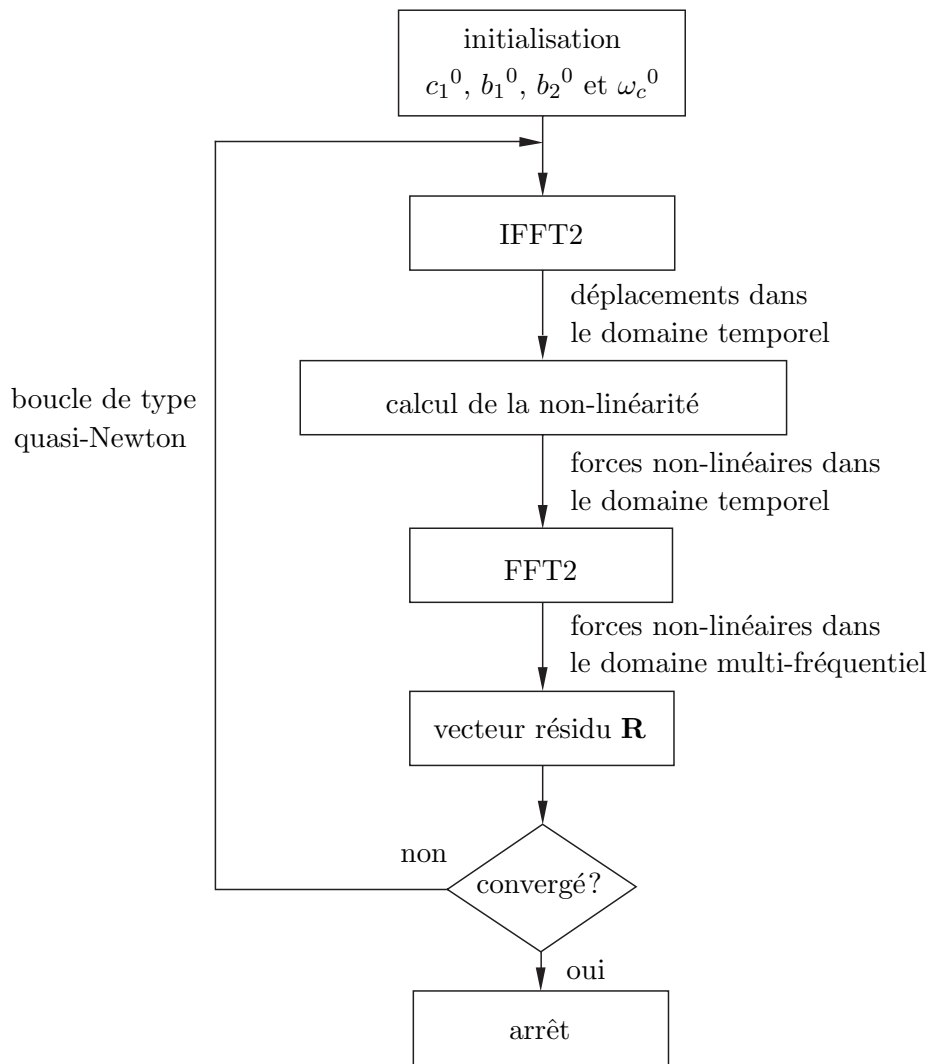 initialisation
c₁⁰, b₁⁰, b₂⁰ et ω_c⁰
IFFT2
déplacements dans
le domaine temporel
calcul de la non-linéarité
boucle de type
quasi-Newton
forces non-linéaires dans
le domaine temporel
FFT2
forces non-linéaires dans
le domaine multi-fréquentiel
vecteur résidu R
non
convergé ?
oui
arrêt